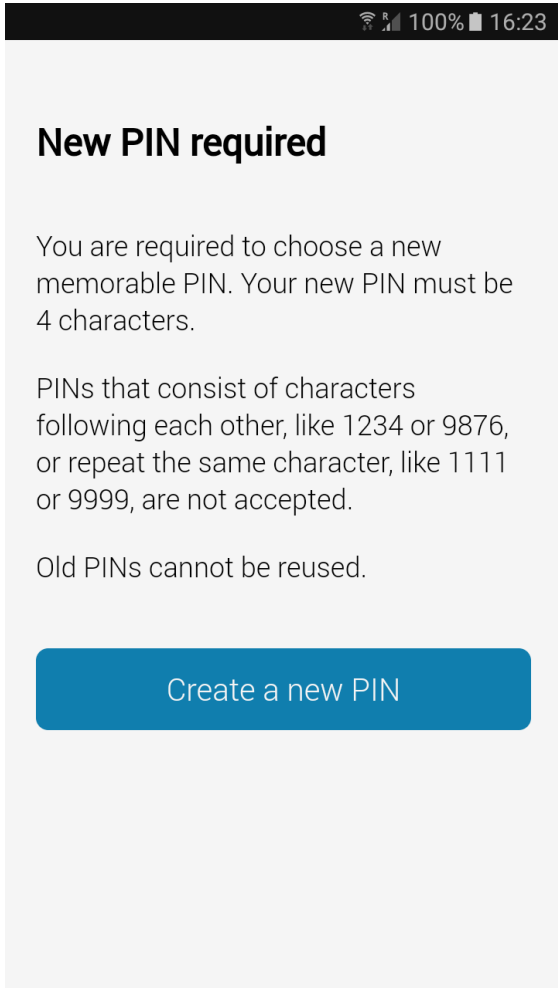 R 100% 16:23
New PIN required
You are required to choose a new
memorable PIN. Your new PIN must be
4 characters.
PINs that consist of characters
following each other, like 1234 or 9876,
or repeat the same character, like 1111
or 9999, are not accepted.
Old PINs cannot be reused.
Create a new PIN